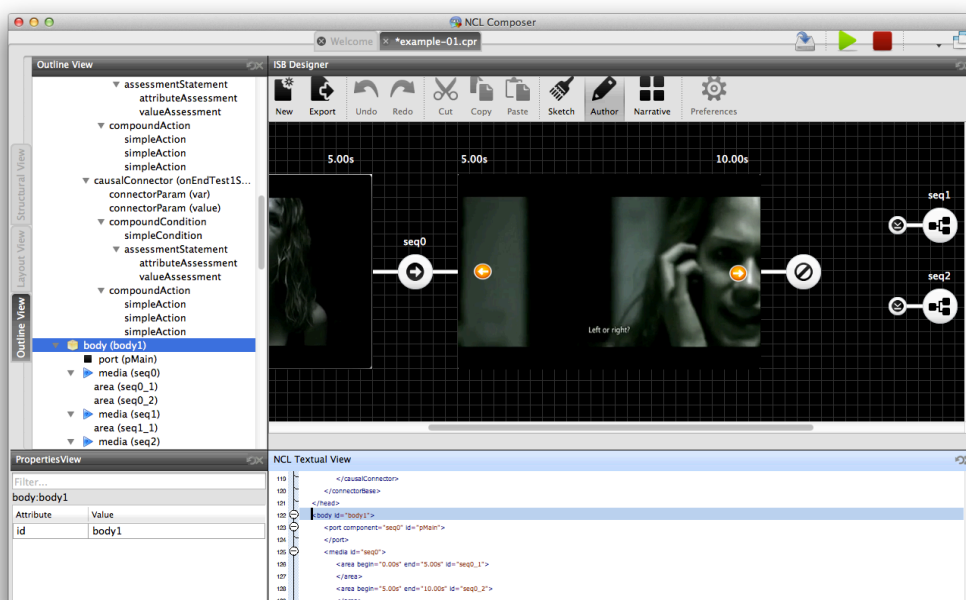 NCL Composer
Welcome
*example-01.cpr
Outline View
ISB Designer
New Export Undo Redo Cut Copy Paste Sketch Author Narrative Preferences
Structural View
Layout View
Outline View
assessmentStatement
attributeAssessment
valueAssessment
compoundAction
simpleAction
simpleAction
simpleAction
causalConnector (onEndTest1S...
connectorParam (var)
connectorParam (value)
compoundCondition
simpleCondition
assessmentStatement
attributeAssessment
valueAssessment
compoundAction
simpleAction
simpleAction
simpleAction
body (body1)
port (pMain)
media (seq0)
area (seq0_1)
area (seq0_2)
media (seq1)
area (seq1_1)
media (seq2)
5.00s 5.00s 10.00s
seq0
Left or right?
seq1
seq2
PropertiesView
Filter...
body:body1
Attribute Value
id body1
NCL Textual View
119 </causalConnector>
120 </connectorBase>
121 </head>
122 <body id="body1">
123 <port component="seq0" id="pMain">
124 </port>
125 <media id="seq0">
126 <area begin="0.00s" end="5.00s" id="seq0_1">
127 </area>
128 <area begin="5.00s" end="10.00s" id="seq0_2">